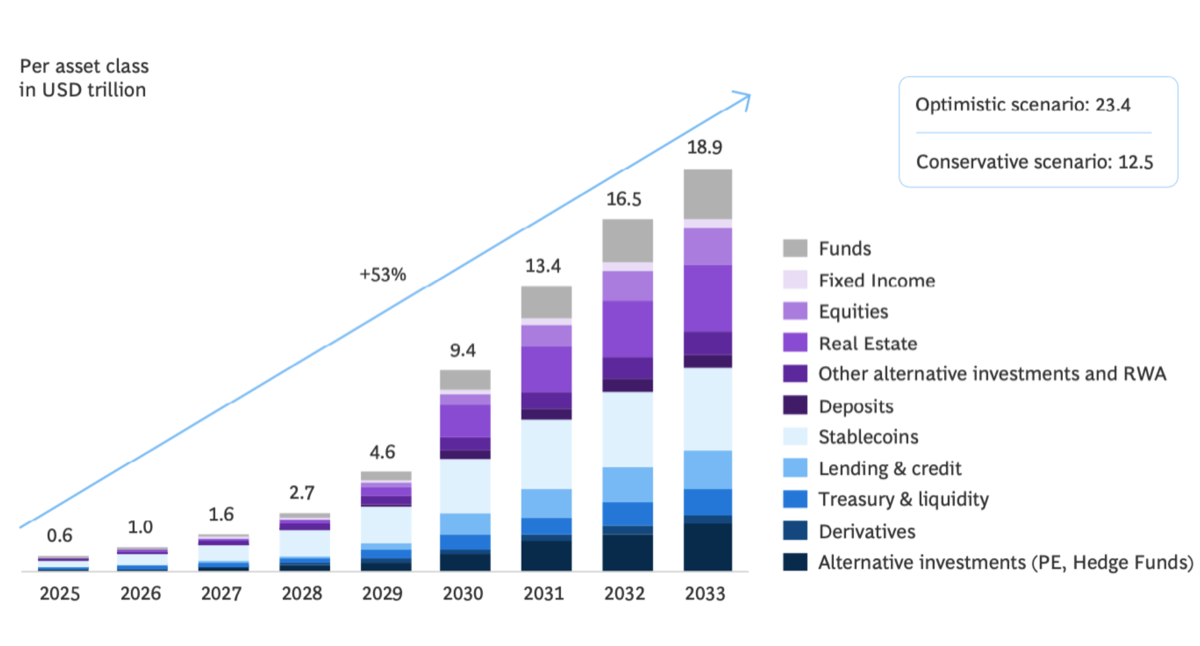 Per asset class
in USD trillion
Optimistic scenario: 23.4
Conservative scenario: 12.5
18.9
16.5
13.4
+53%
9.4
4.6
2.7
1.6
1.0
0.6
Funds
Fixed Income
Equities
Real Estate
Other alternative investments and RWA
Deposits
Stablecoins
Lending & credit
Treasury & liquidity
Derivatives
Alternative investments (PE, Hedge Funds)
2025 2026 2027 2028 2029 2030 2031 2032 2033